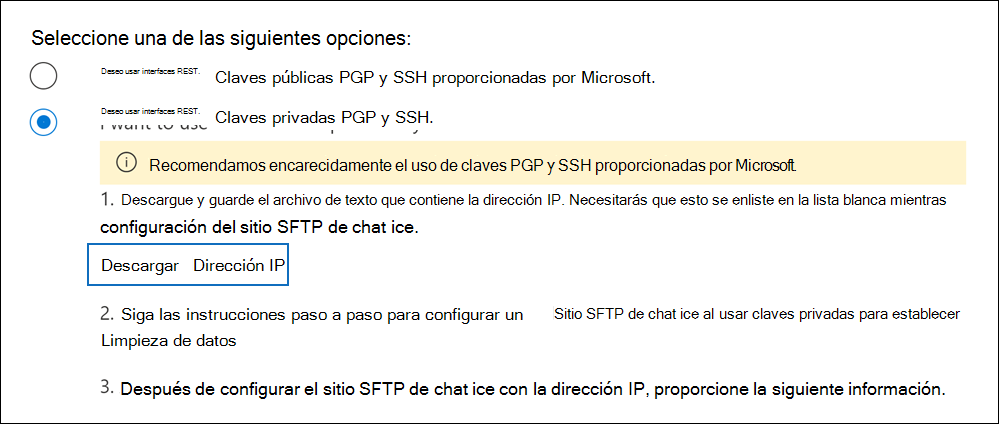 Seleccione una de las siguientes opciones:
Deseo usar interfaces REST. Claves públicas PGP y SSH proporcionadas por Microsoft.
Deseo usar interfaces REST. Claves privadas PGP y SSH.
I want to use
Recomendamos encarecidamente el uso de claves PGP y SSH proporcionadas por Microsoft.
1. Descargue y guarde el archivo de texto que contiene la dirección IP. Necesitarás que esto se enliste en la lista blanca mientras
configuración del sitio SFTP de chat ice.
Descargar Dirección IP
2. Siga las instrucciones paso a paso para configurar un Sitio SFTP de chat ice al usar claves privadas para establecer
Limpieza de datos
3. Después de configurar el sitio SFTP de chat ice con la dirección IP, proporcione la siguiente información.